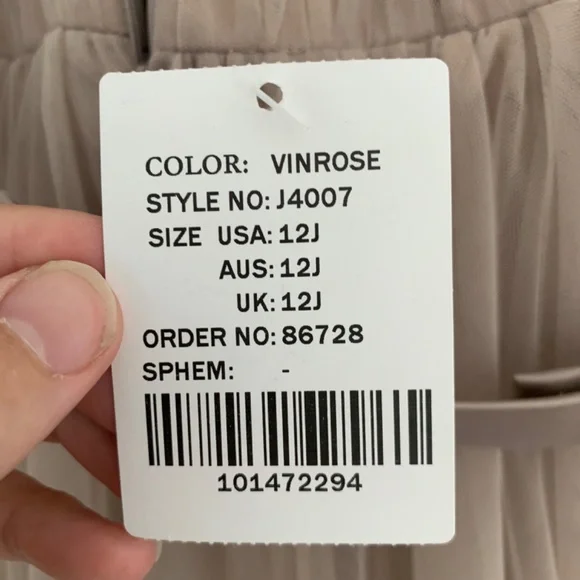 COLOR: VINROSE
STYLE NO: J4007
SIZE USA: 12J
AUS: 12J
UK: 12J
ORDER NO: 86728
SPHEM: -
101472294